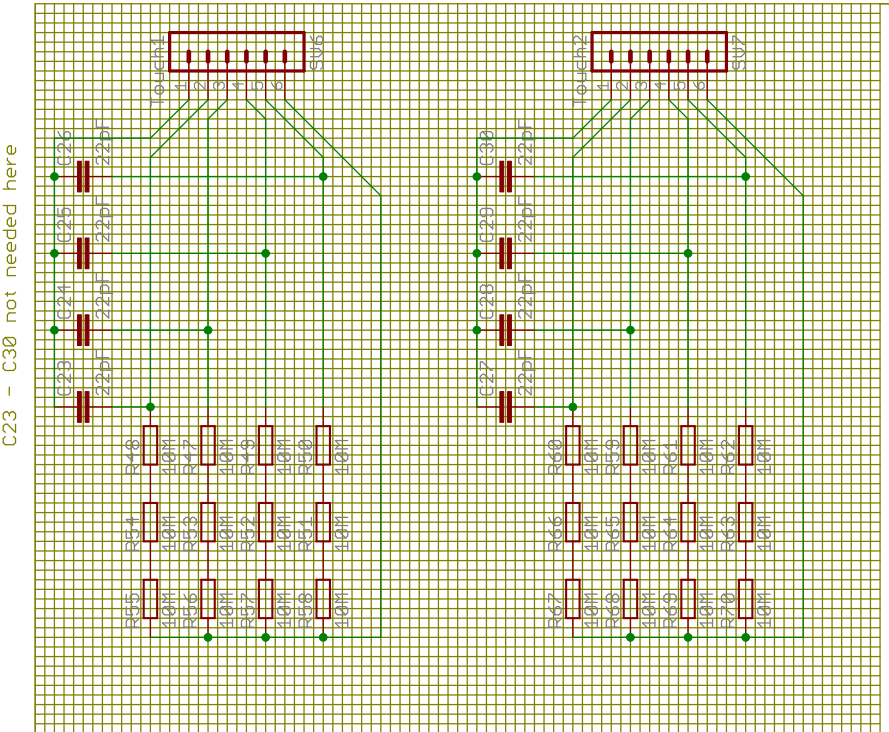 Touch1
SV6
1 2 3 4 5 6
Touch2
SV7
1 2 3 4 5 6
C26 22pF
C30 22pF
C25 22pF
C29 22pF
C24 22pF
C28 22pF
C23 22pF
C27 22pF
C23 - C30 not needed here
R48 10M R47 10M R49 10M R50 10M
R60 10M R59 10M R61 10M R62 10M
R54 10M R53 10M R52 10M R51 10M
R66 10M R65 10M R64 10M R63 10M
R55 10M R56 10M R57 10M R58 10M
R67 10M R68 10M R69 10M R70 10M